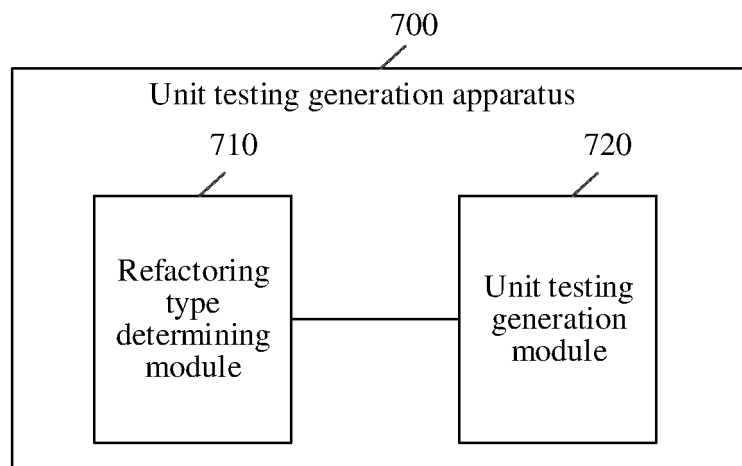 700
Unit testing generation apparatus
710
720
Refactoring
type
determining
module
Unit testing
generation
module